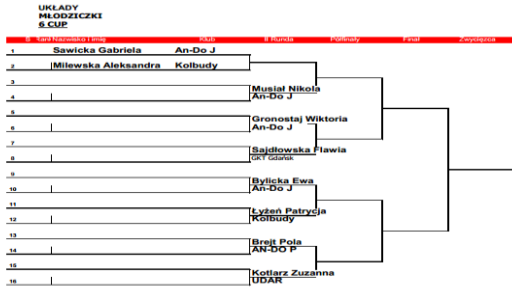 UKŁADY
MŁODZICZKI
6 CUP
Nazwisko i Imię Klub II Runda Półfinały Finał Zwycięzca
1 Sawicka Gabriela An-Do J
2 Milewska Aleksandra Kolbudy
3
Musiał Nikola
4 An-Do J
5
Gronostaj Wiktoria
6 An-Do J
7
Sajdłowska Flawia
8 GKT Gdańsk
9
Bylicka Ewa
10 An-Do J
11
Łyżeń Patrycja
12 Kolbudy
13
Brejt Pola
14 AN-DO P
15
Kotlarz Zuzanna
16 UDAR